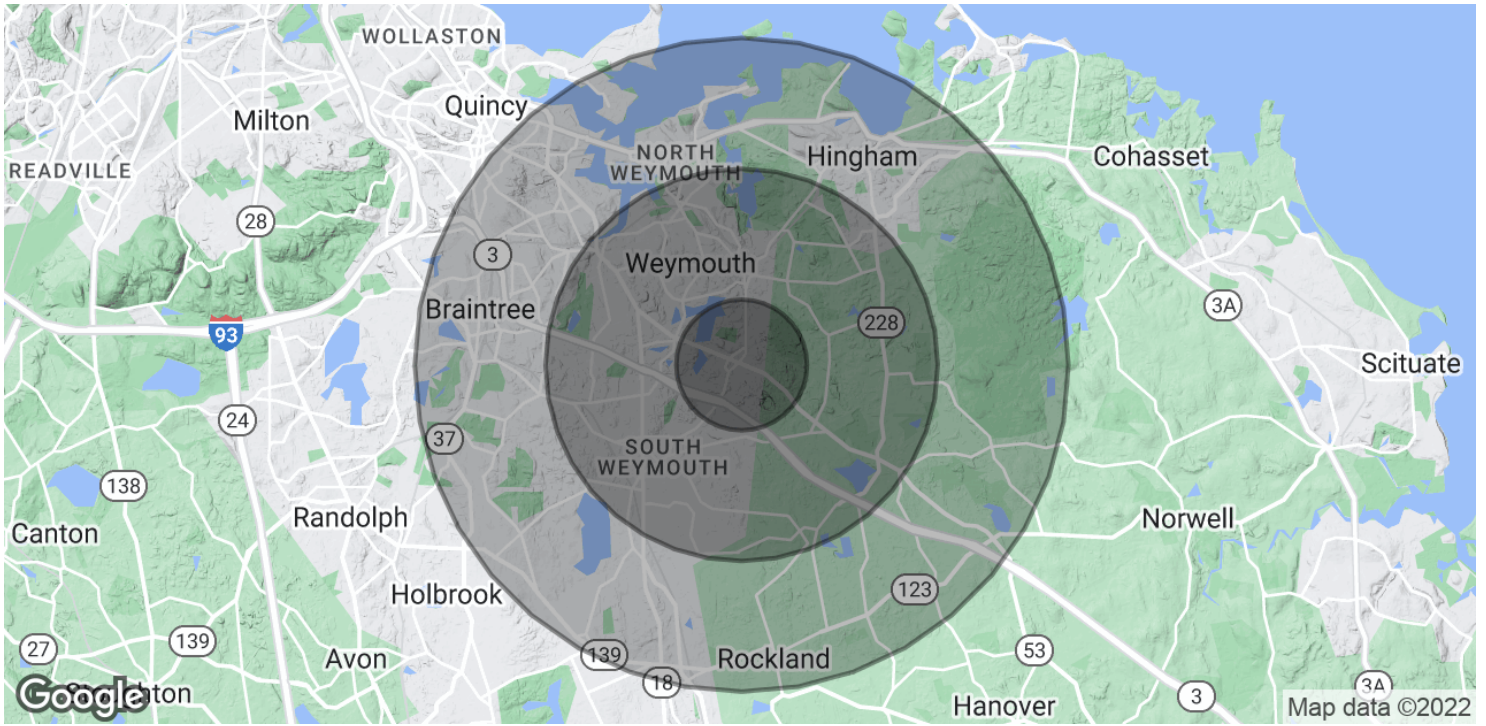 WOLLASTON
Quincy
Milton
NORTH
WEYMOUTH
Hingham
Cohasset
READVILLE
28
3
Weymouth
Braintree
228
3A
93
Scituate
24
37
SOUTH
WEYMOUTH
138
Randolph
Norwell
Canton
Holbrook
123
139
27
Avon
139
Rockland
53
18
3A
3
Google
Hanover
Map data ©2022